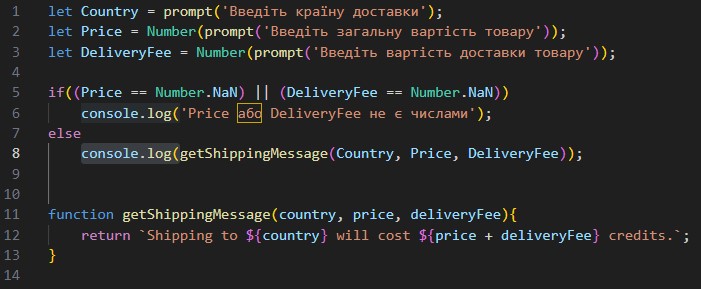 1 let Country = prompt('Введіть країну доставки');
2 let Price = Number(prompt('Введіть загальну вартість товару'));
3 let DeliveryFee = Number(prompt('Введіть вартість доставки товару'));
4
5 if((Price == Number.NaN) || (DeliveryFee == Number.NaN))
6 console.log('Price або DeliveryFee не є числами');
7 else
8 console.log(getShippingMessage(Country, Price, DeliveryFee));
9
10
11 function getShippingMessage(country, price, deliveryFee){
12 return `Shipping to ${country} will cost ${price + deliveryFee} credits.`;
13 }
14